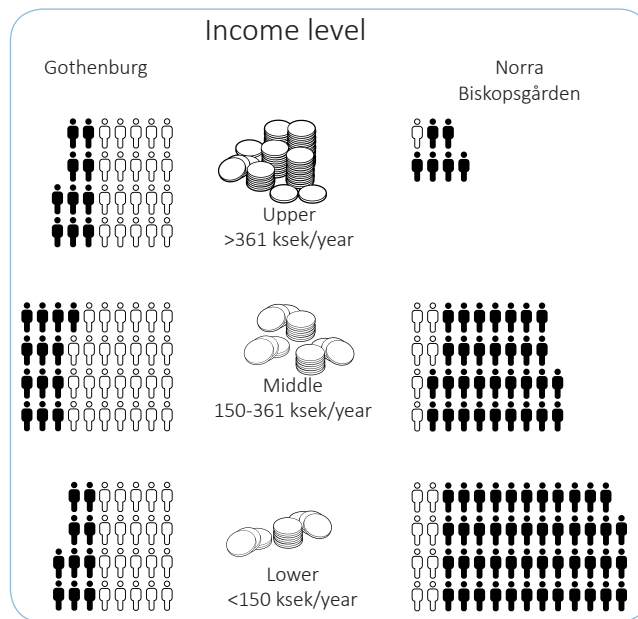 Income level
Gothenburg
Norra
Biskopsgården
Upper
>361 ksek/year
Middle
150-361 ksek/year
Lower
<150 ksek/year